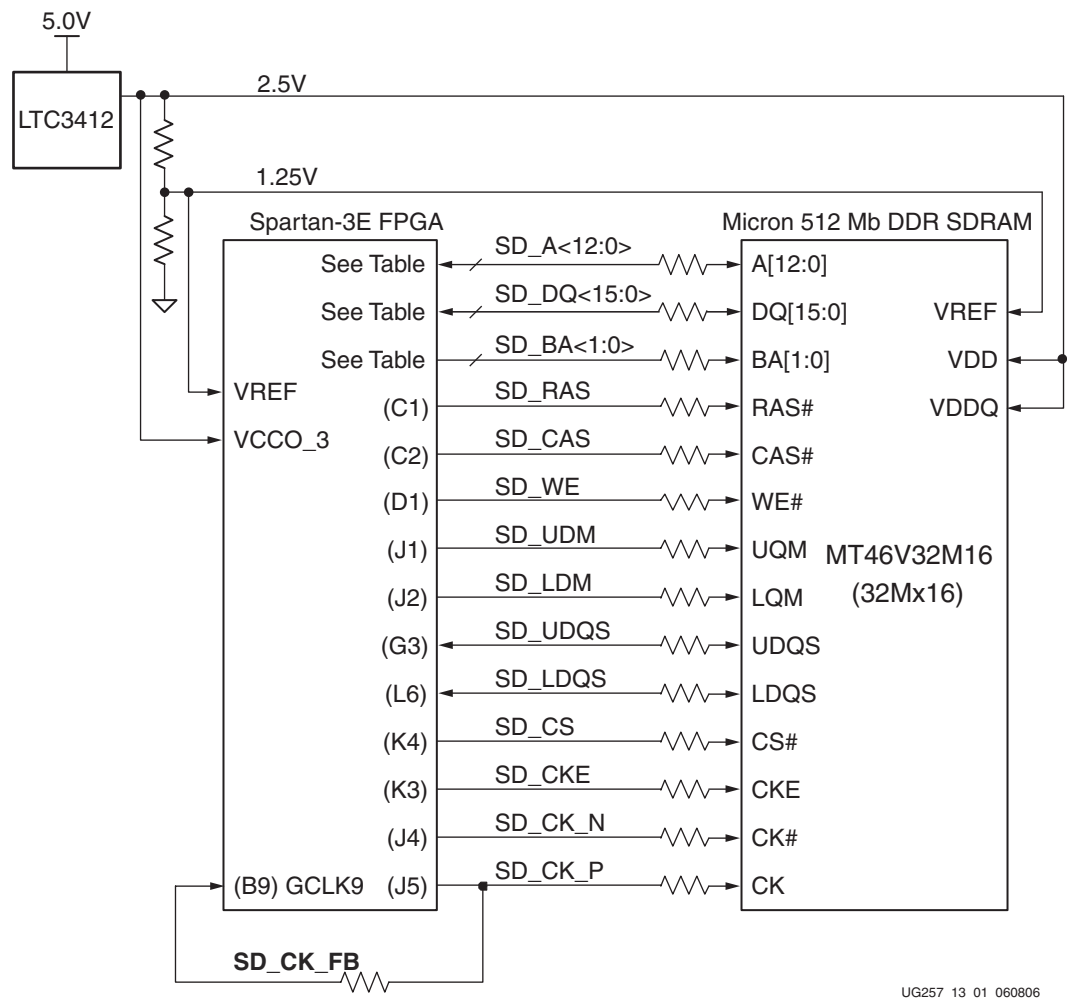 5.0V
LTC3412
2.5V
1.25V
Spartan-3E FPGA
Micron 512 Mb DDR SDRAM
See Table
SD_A<12:0>
A[12:0]
See Table
SD_DQ<15:0>
DQ[15:0]
VREF
See Table
SD_BA<1:0>
BA[1:0]
VDD
VREF
(C1)
SD_RAS
RAS#
VDDQ
VCCO_3
(C2)
SD_CAS
CAS#
(D1)
SD_WE
WE#
(J1)
SD_UDM
UQM
MT46V32M16
(32Mx16)
(J2)
SD_LDM
LQM
(G3)
SD_UDQS
UDQS
(L6)
SD_LDQS
LDQS
(K4)
SD_CS
CS#
(K3)
SD_CKE
CKE
(J4)
SD_CK_N
CK#
(B9) GCLK9
(J5)
SD_CK_P
CK
SD_CK_FB
UG257_13_01_060806